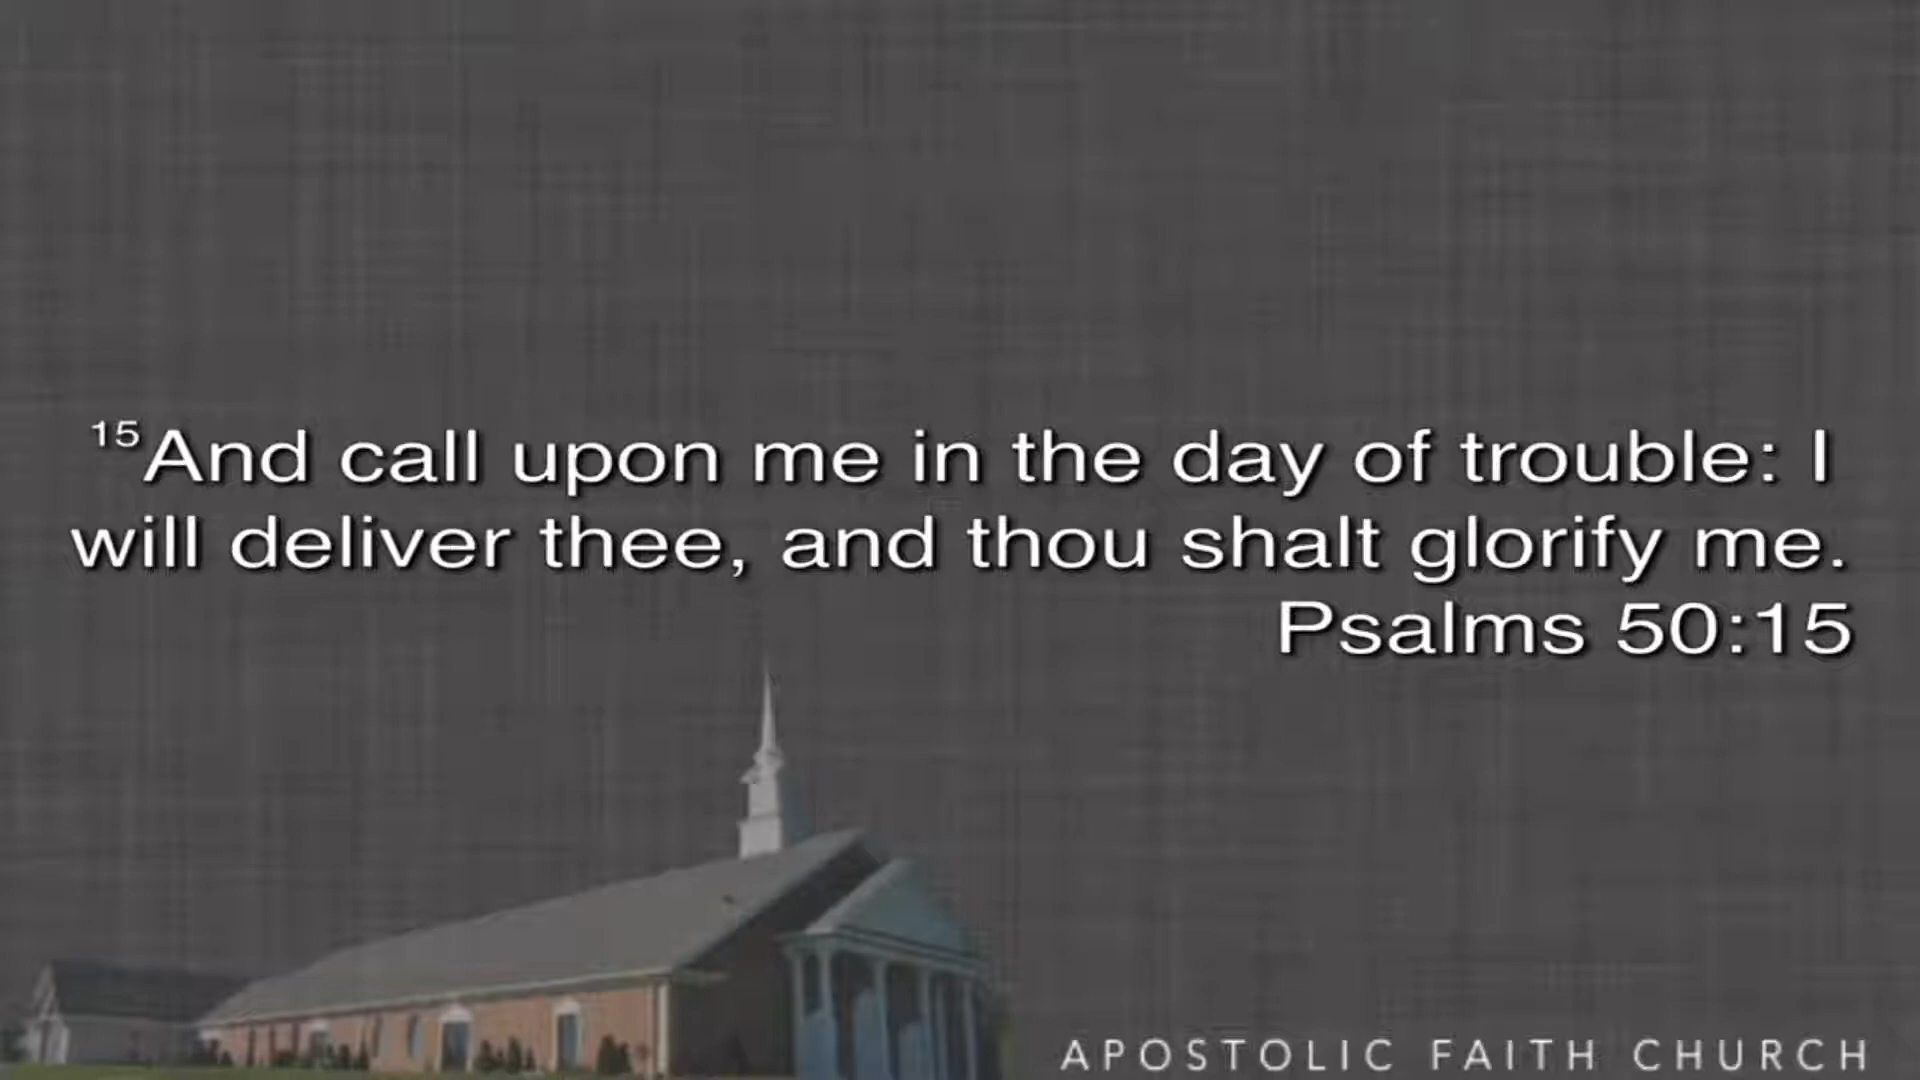 15And call upon me in the day of trouble: I
will deliver thee, and thou shalt glorify me.
Psalms 50:15
APOSTOLIC FAITH CHURCH